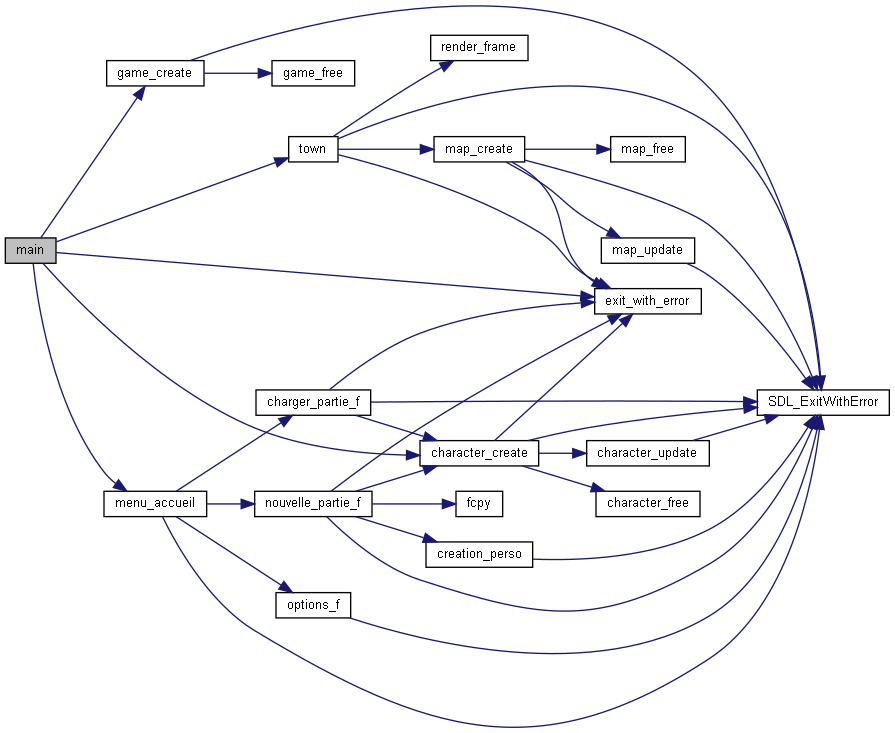 render_frame
game_create
game_free
town
map_create
map_free
main
map_update
exit_with_error
charger_partie_f
SDL_ExitWithError
character_create
character_update
menu_accueil
nouvelle_partie_f
fcpy
character_free
creation_perso
options_f